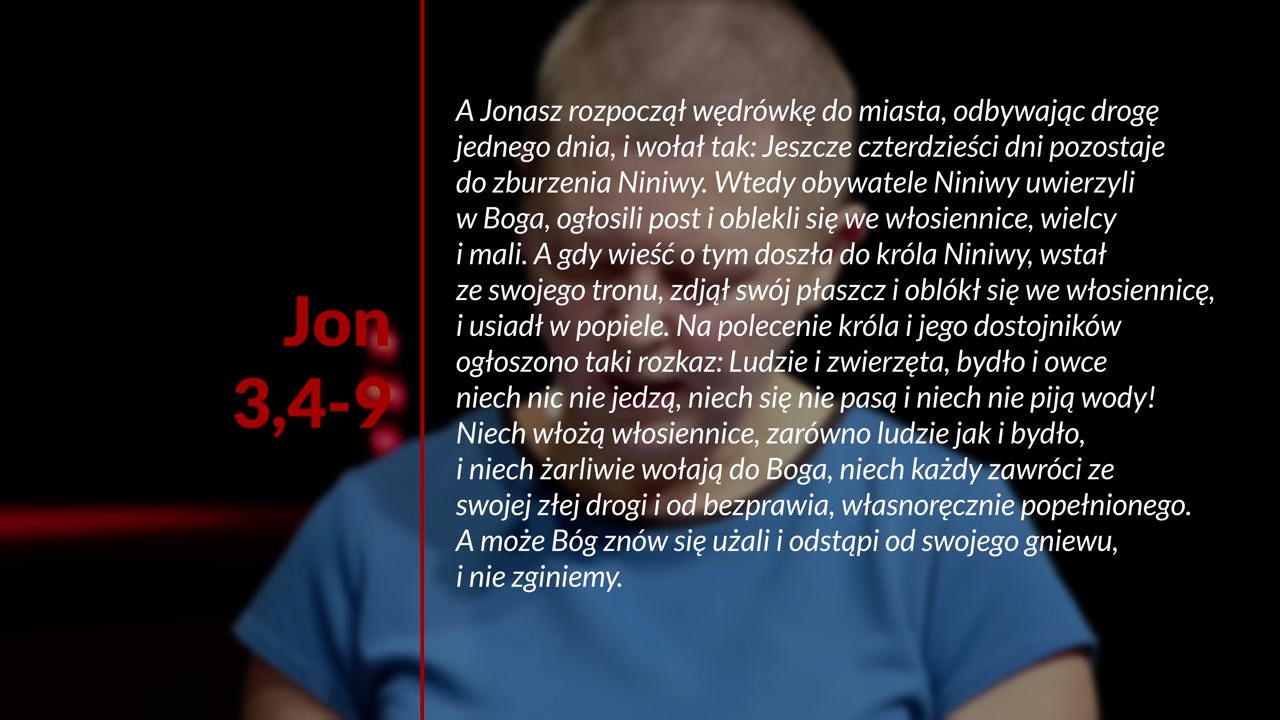 Jon
3,4-9
A Jonasz rozpoczął wędrówkę do miasta, odbywając drogę
jednego dnia, i wołał tak: Jeszcze czterdzieści dni pozostaje
do zburzenia Niniwy. Wtedy obywatele Niniwy uwierzyli
w Boga, ogłosili post i oblekli się we włosiennice, wielcy
i mali. A gdy wieść o tym doszła do króla Niniwy, wstał
ze swojego tronu, zdjął swój płaszcz i oblókł się we włosiennicę,
i usiadł w popiele. Na polecenie króla i jego dostojników
ogłoszono taki rozkaz: Ludzie i zwierzęta, bydło i owce
niech nic nie jedzą, niech się nie pasą i niech nie piją wody!
Niech włożą włosiennice, zarówno ludzie jak i bydło,
i niech żarliwie wołają do Boga, niech każdy zawróci ze
swojej złej drogi i od bezprawia, własnoręcznie popełnionego.
A może Bóg znów się użali i odstąpi od swojego gniewu,
i nie zginiemy.